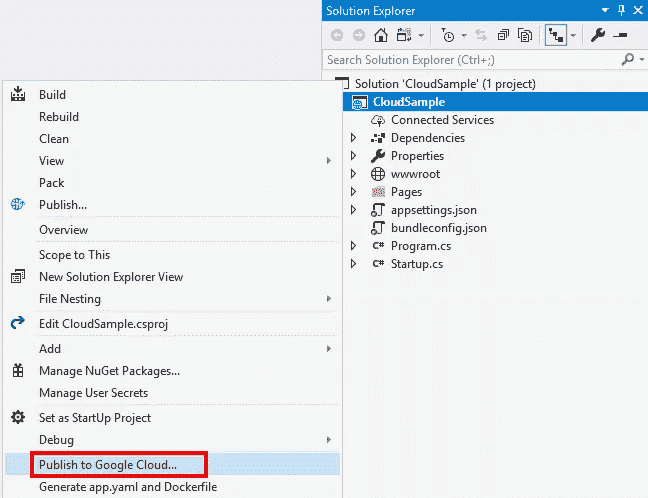 Solution Explorer
Search Solution Explorer (Ctrl+;)
Solution 'CloudSample' (1 project)
CloudSample
Connected Services
Dependencies
Properties
wwwroot
Pages
appsettings.json
bundleconfig.json
C# Program.cs
C# Startup.cs
Build
Rebuild
Clean
View
Pack
Publish...
Overview
Scope to This
New Solution Explorer View
File Nesting
Edit CloudSample.csproj
Add
Manage NuGet Packages...
Manage User Secrets
Set as StartUp Project
Debug
Publish to Google Cloud...
Generate app.yaml and Dockerfile